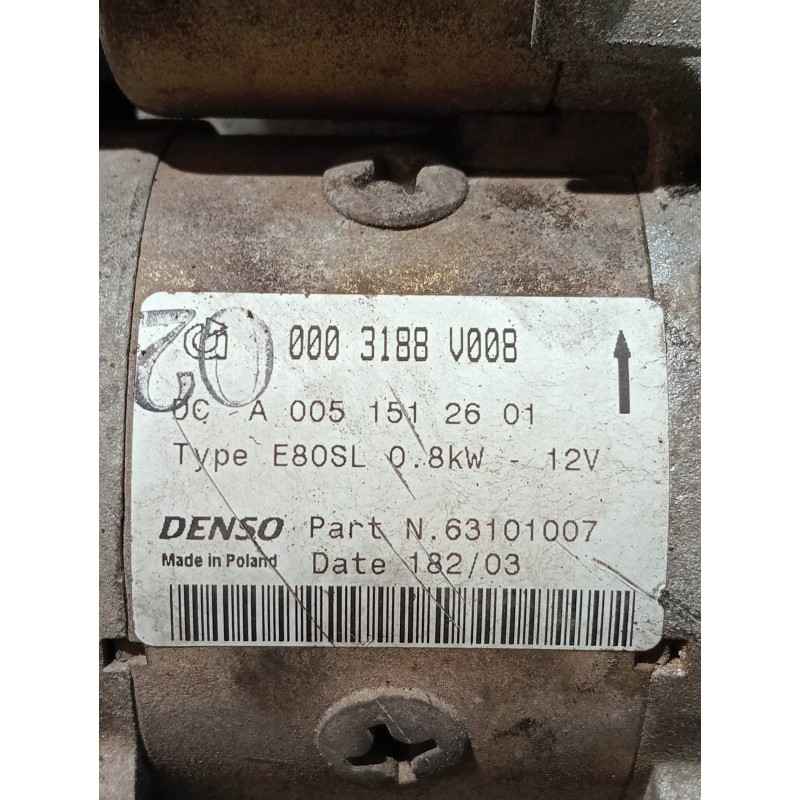 02
000 3188 V008
DC A 005 151 26 01
Type E80SL 0.8kW - 12V
DENSO Part N.63101007
Made in Poland Date 182/03